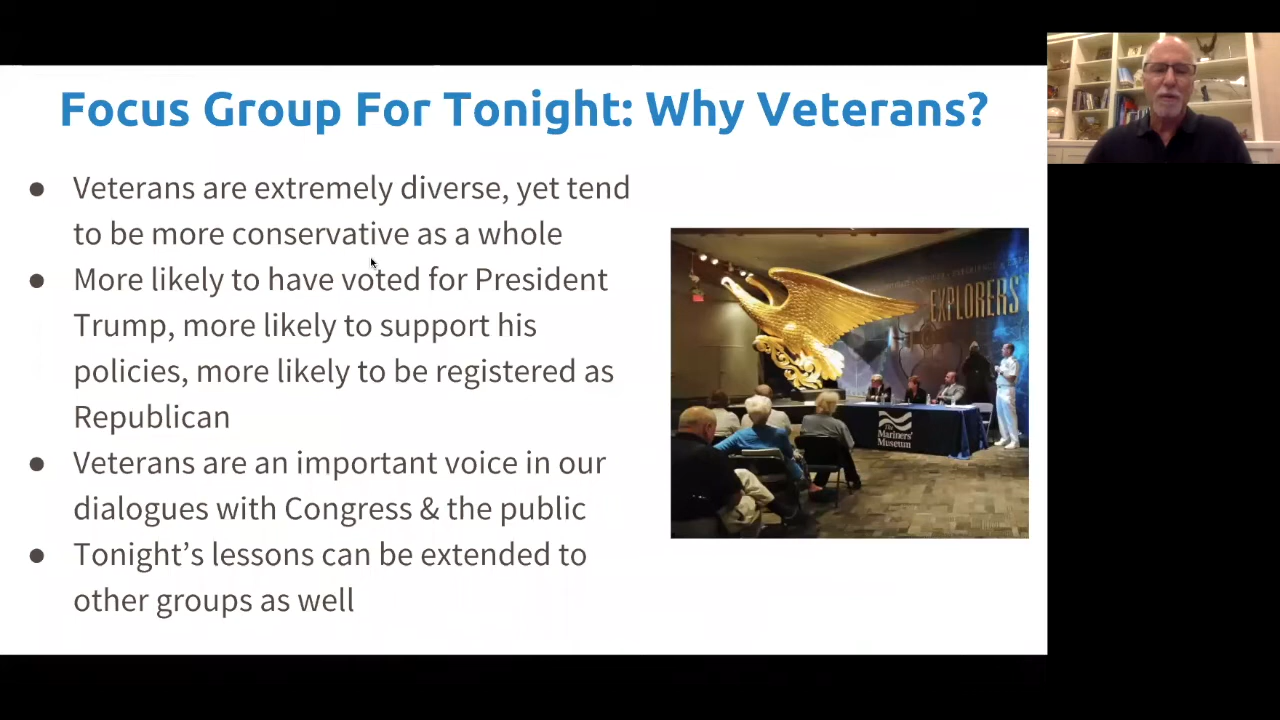 Focus Group For Tonight: Why Veterans?
● Veterans are extremely diverse, yet tend
to be more conservative as a whole
● More likely to have voted for President
Trump, more likely to support his
policies, more likely to be registered as
Republican
● Veterans are an important voice in our
dialogues with Congress & the public
● Tonight's lessons can be extended to
other groups as well
EXPLORERS
The
Mariners'
Museum